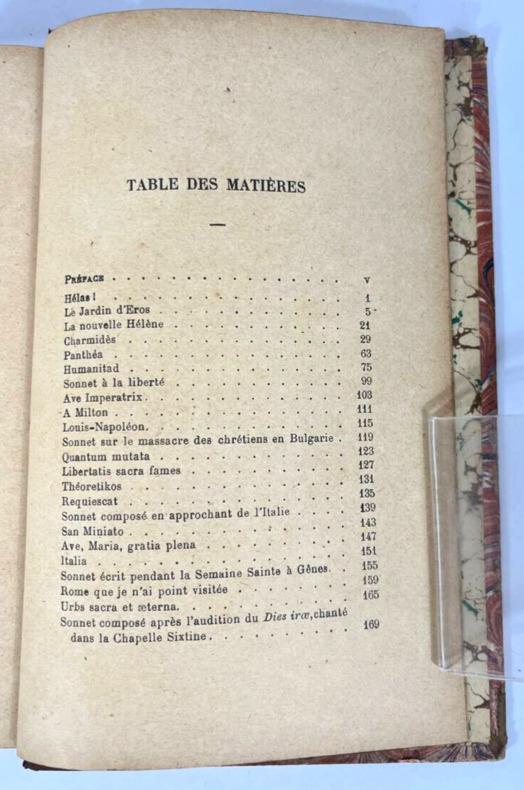 TABLE DES MATIÈRES
PRÉFACE . . . . . . . . . . . . . . V
Hélas ! . . . . . . . . . . . . . . 1
Le Jardin d'Eros . . . . . . . . . . . 5
La nouvelle Hélène . . . . . . . . . . 21
Charmidès . . . . . . . . . . . . . 29
Panthéa . . . . . . . . . . . . . . 63
Humanitad . . . . . . . . . . . . . 75
Sonnet à la liberté . . . . . . . . . . 99
Ave Imperatrix . . . . . . . . . . . . 103
A Milton . . . . . . . . . . . . . . 111
Louis-Napoléon. . . . . . . . . . . . 115
Sonnet sur le massacre des chrétiens en Bulgarie . 119
Quantum mutata . . . . . . . . . . . 123
Libertatis sacra fames . . . . . . . . . 127
Théoretikos . . . . . . . . . . . . 131
Requiescat . . . . . . . . . . . . . 135
Sonnet composé en approchant de l'Italie . . . . 139
San Miniato . . . . . . . . . . . . 143
Ave, Maria, gratia plena . . . . . . . . 147
Italia . . . . . . . . . . . . . . 151
Sonnet écrit pendant la Semaine Sainte à Gênes. . 155
Rome que je n'ai point visitée . . . . . . . 159
Urbs sacra et œterna. . . . . . . . . . 165
Sonnet composé après l'audition du Dies iræ, chanté
dans la Chapelle Sixtine . . . . . . . . 169